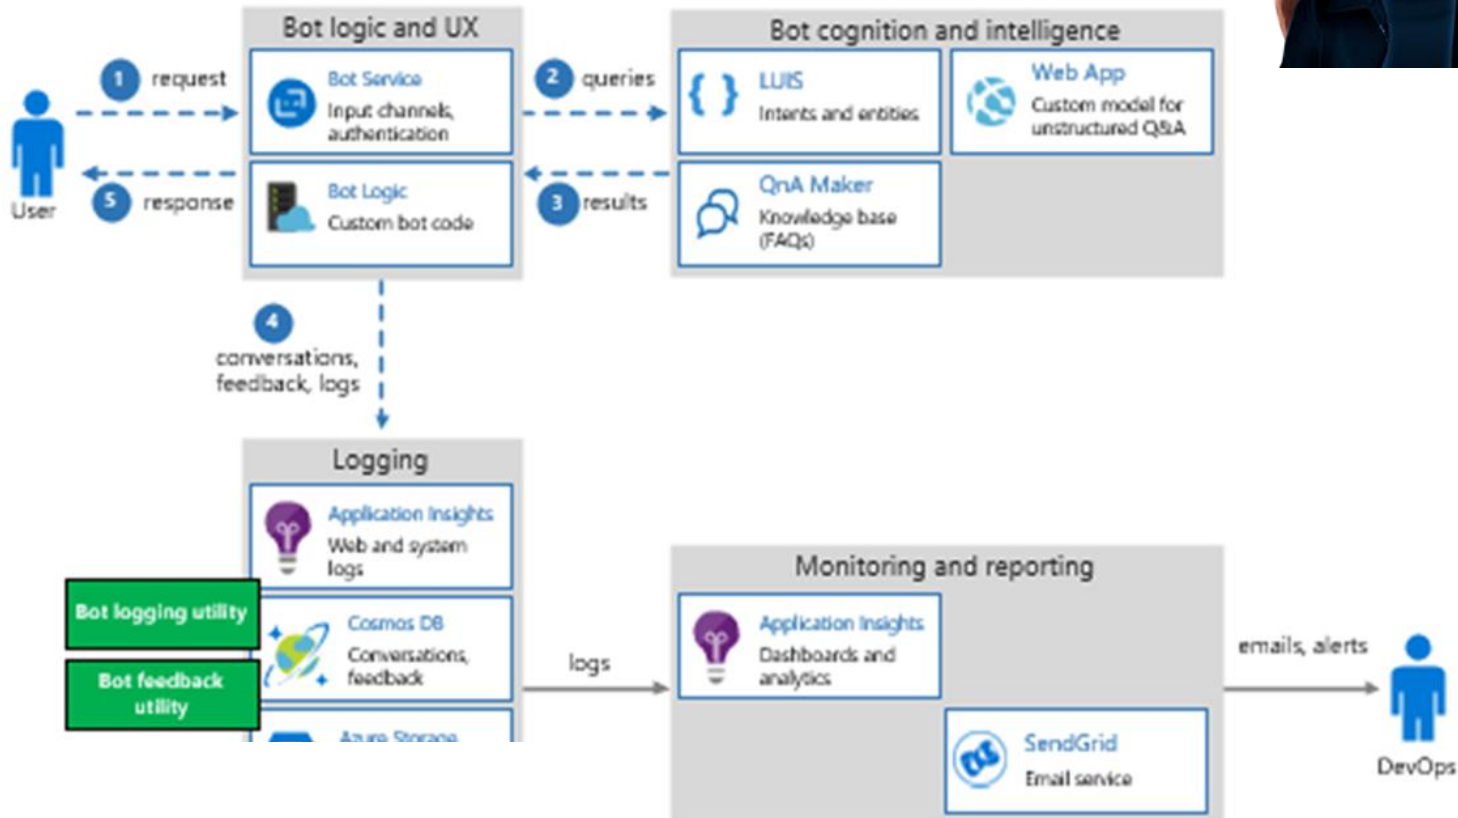 Bot logic and UX
Bot cognition and intelligence
1 request
Bot Service
Input channels,
authentication
2 queries
LUIS
Intents and entities
Web App
Custom model for
unstructured Q&A
User
5 response
Bot Logic
Custom bot code
3 results
QnA Maker
Knowledge base
(FAQs)
4
conversations,
feedback, logs
Logging
Application Insights
Web and system
logs
Bot logging utility
Bot feedback
utility
Cosmos DB
Conversations,
feedback
Azure Storage
logs
Monitoring and reporting
Application Insights
Dashboards and
analytics
SendGrid
Email service
emails, alerts
DevOps